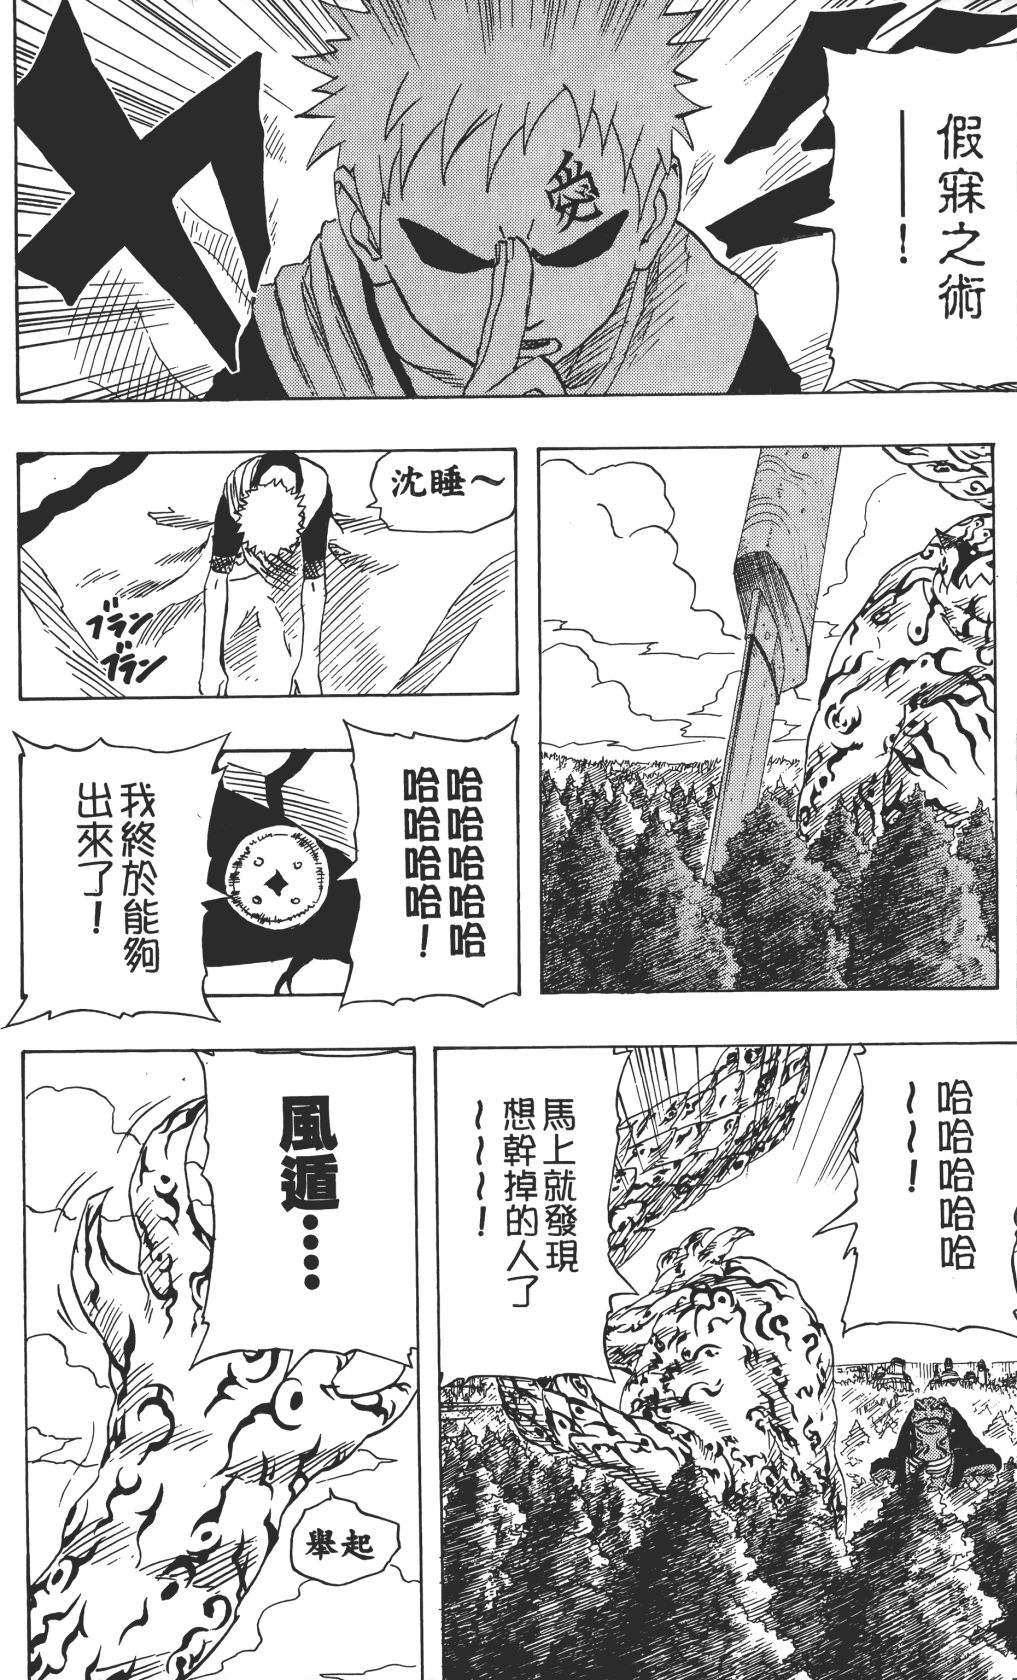 假寐之術
——！
愛
沈睡～
ブラン
ブラン
哈哈哈哈哈
哈哈哈哈！
我終於能夠
出來了！
哈哈哈哈哈
～～！
馬上就發現
想幹掉的人了
～～～！
風遁……
舉起